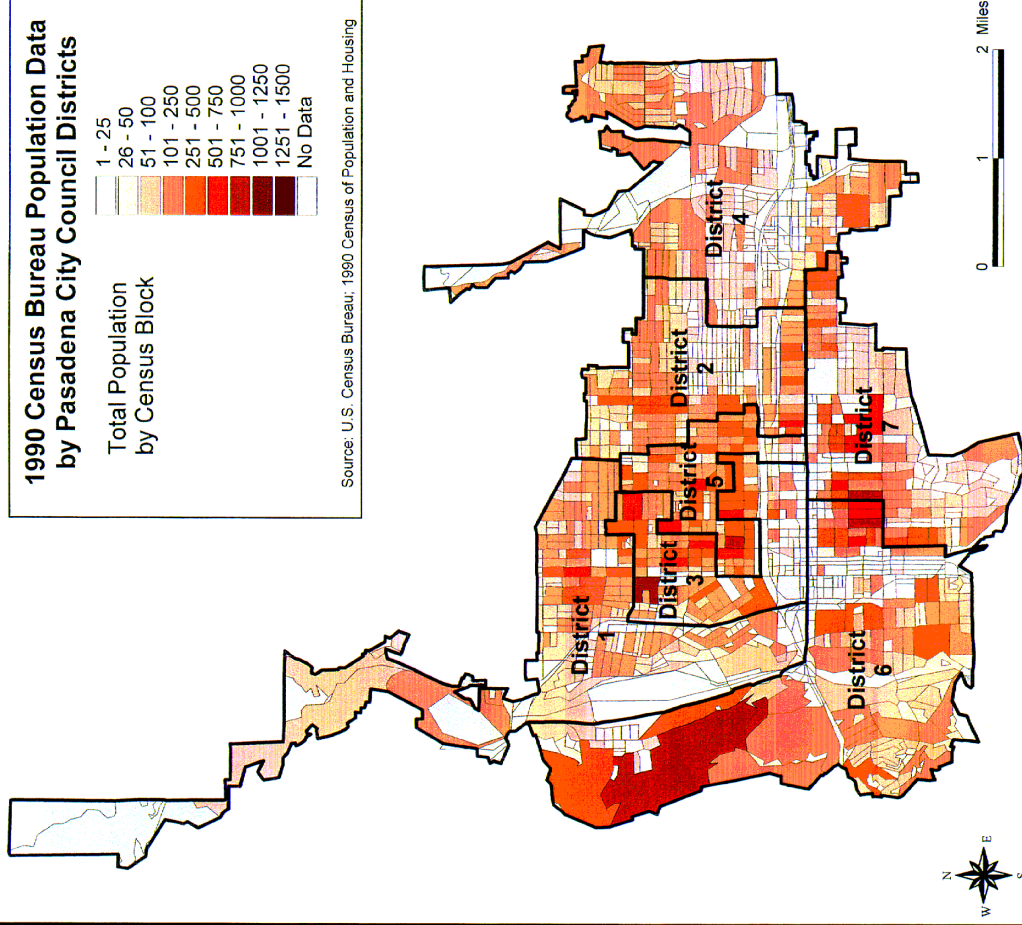 1990 Census Bureau Population Data
by Pasadena City Council Districts
Total Population
by Census Block
1 - 25
26 - 50
51 - 100
101 - 250
251 - 500
501 - 750
751 - 1000
1001 - 1250
1251 - 1500
No Data
Source: U.S. Census Bureau; 1990 Census of Population and Housing
District
1
District
2
District
3
District
4
District
5
District
6
District
7
0 1 2 Miles
N
W E
S